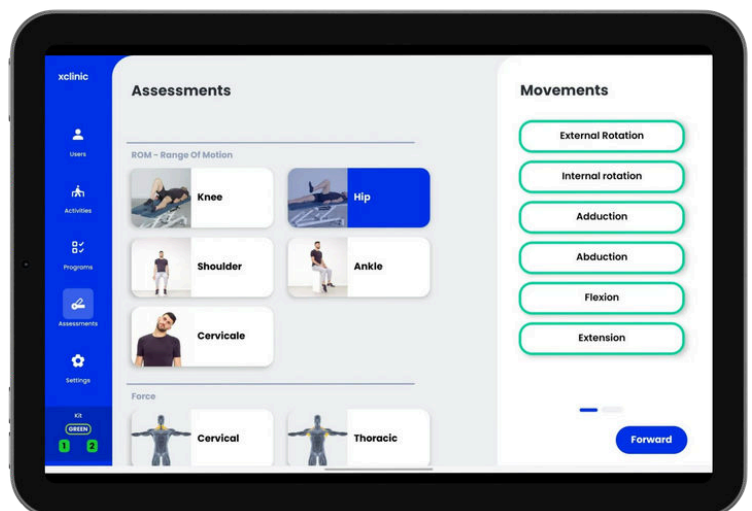 xclinic
Users
Activities
Programs
Assessments
Settings
Kit
GREEN
1 2
Assessments
ROM - Range Of Motion
Knee
Hip
Shoulder
Ankle
Cervicale
Force
Cervical
Thoracic
Movements
External Rotation
Internal rotation
Adduction
Abduction
Flexion
Extension
Forward